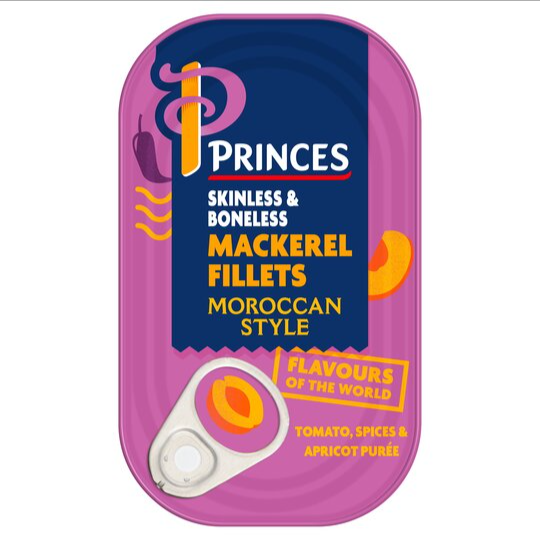 PRINCES
SKINLESS &
BONELESS
MACKEREL
FILLETS
MOROCCAN
STYLE
FLAVOURS
OF THE WORLD
TOMATO, SPICES &
APRICOT PURÉE